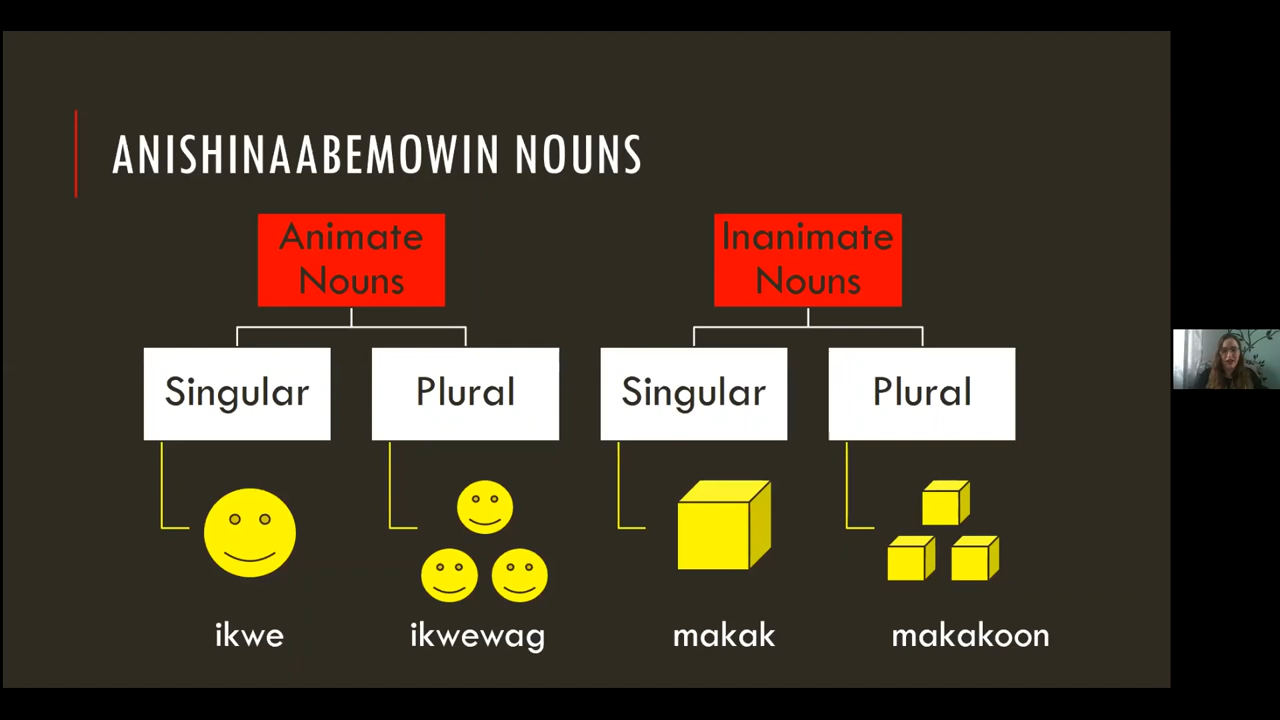 ANISHINAABEMOWIN NOUNS
Animate
Nouns
Inanimate
Nouns
Singular
Plural
Singular
Plural
ikwe
ikwewag
makak
makakoon